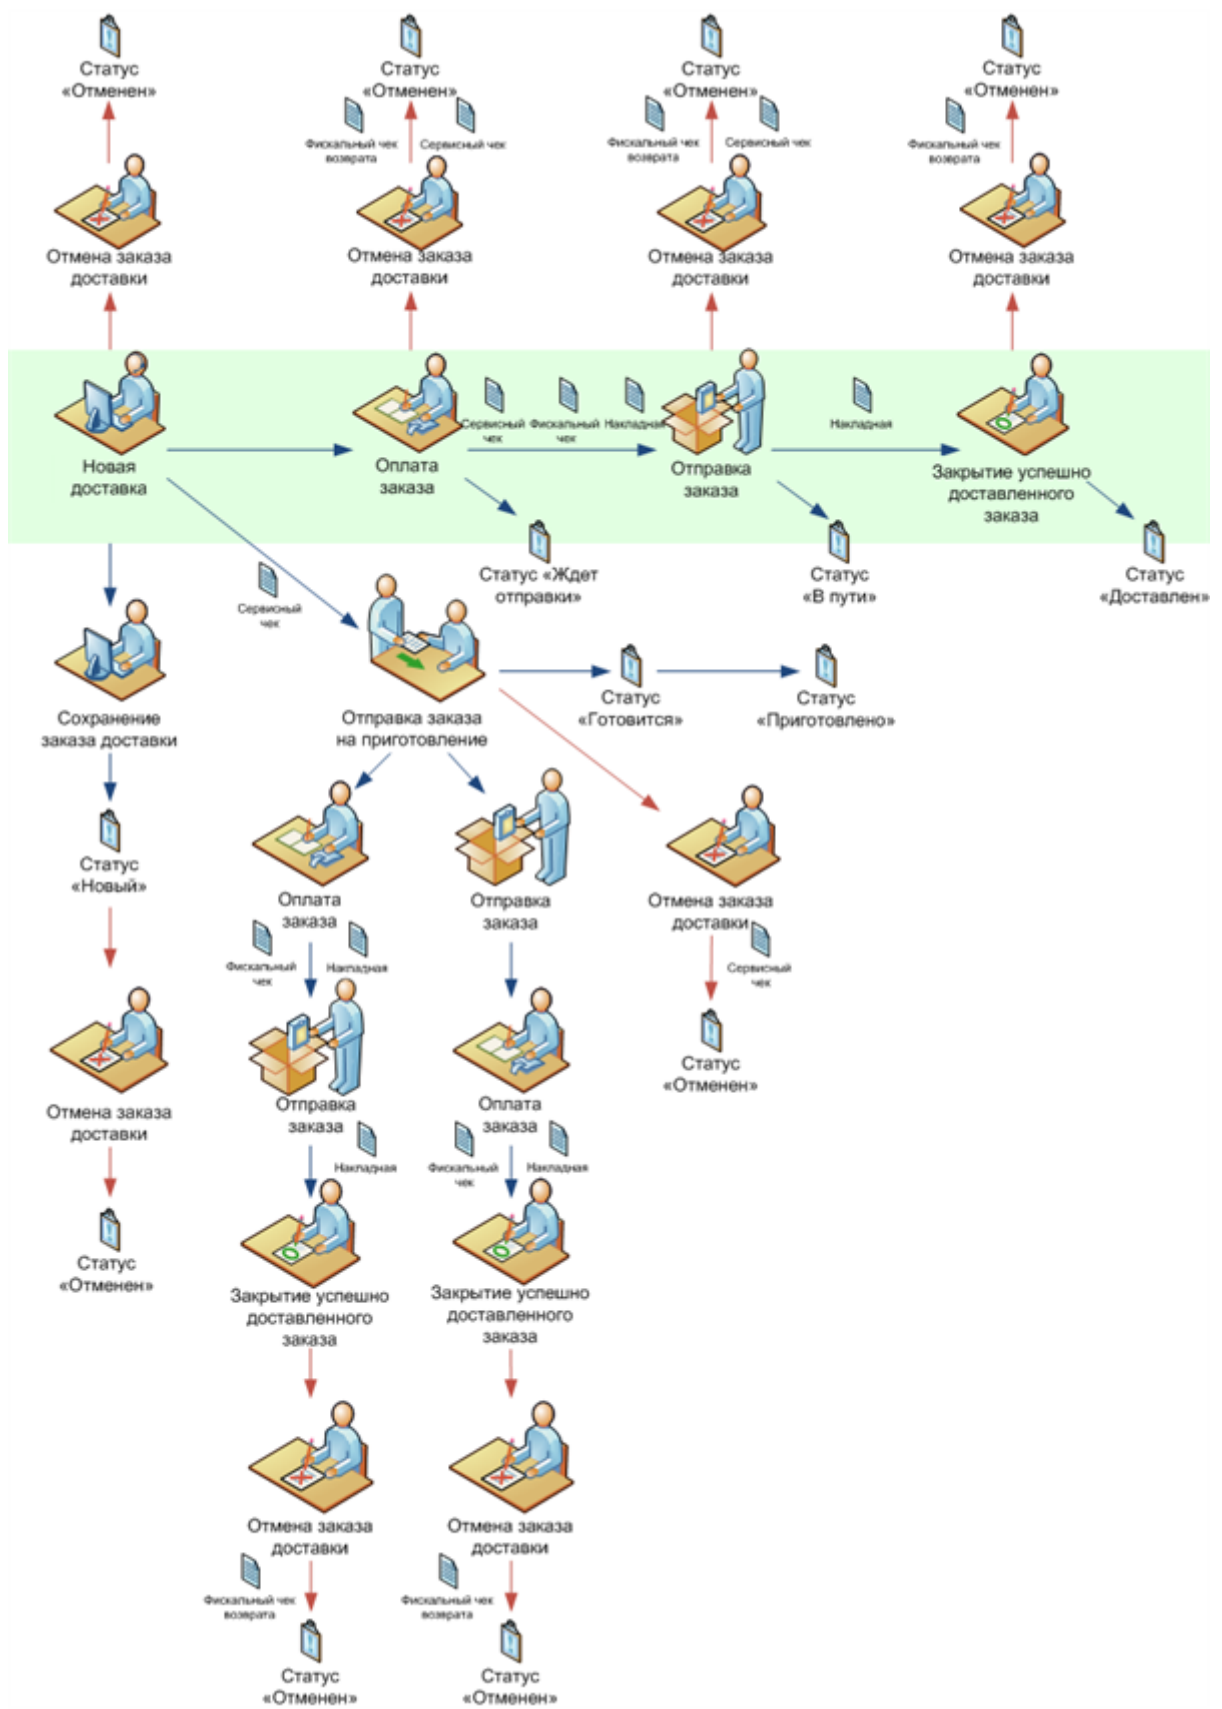 Статус
«Отменен»
Статус
«Отменен»
Статус
«Отменен»
Статус
«Отменен»
Фискальный чек
возврата
Сервисный чек
Фискальный чек
возврата
Сервисный чек
Фискальный чек
возврата
Отмена заказа
доставки
Отмена заказа
доставки
Отмена заказа
доставки
Отмена заказа
доставки
Сервисный
чек
Фискальный
чек
Накладная
Накладная
Новая
доставка
Оплата
заказа
Отправка
заказа
Закрытие успешно
доставленного
заказа
Статус «Ждет
отправки»
Статус
«В пути»
Статус
«Доставлен»
Сервисный
чек
Сохранение
заказа доставки
Отправка заказа
на приготовление
Статус
«Готовится»
Статус
«Приготовлено»
Статус
«Новый»
Оплата
заказа
Отправка
заказа
Отмена заказа
доставки
Фискальный
чек
Накладная
Сервисный
чек
Статус
«Отменен»
Отмена заказа
доставки
Отправка
заказа
Оплата
заказа
Накладная
Фискальный
чек
Накладная
Статус
«Отменен»
Закрытие успешно
доставленного
заказа
Закрытие успешно
доставленного
заказа
Отмена заказа
доставки
Отмена заказа
доставки
Фискальный чек
возврата
Фискальный чек
возврата
Статус
«Отменен»
Статус
«Отменен»